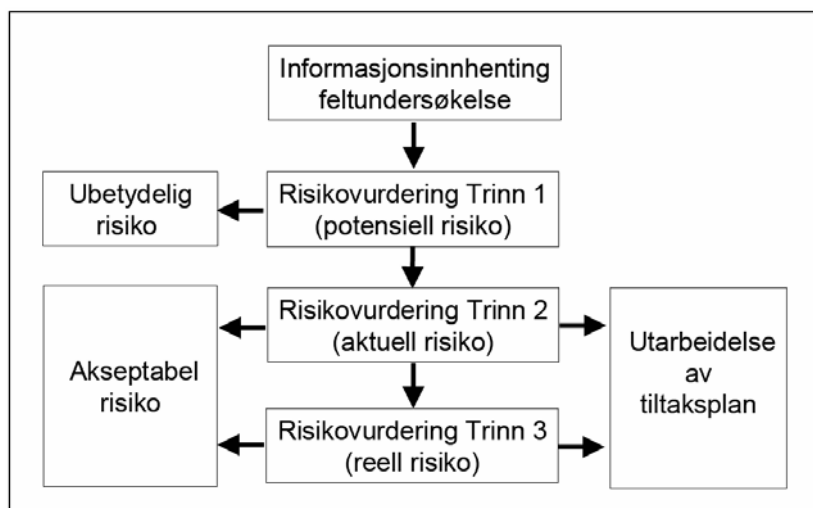 Informasjonsinnhenting
feltundersøkelse
Ubetydelig
risiko
Risikovurdering Trinn 1
(potensiell risiko)
Akseptabel
risiko
Risikovurdering Trinn 2
(aktuell risiko)
Utarbeidelse
av
tiltaksplan
Risikovurdering Trinn 3
(reell risiko)